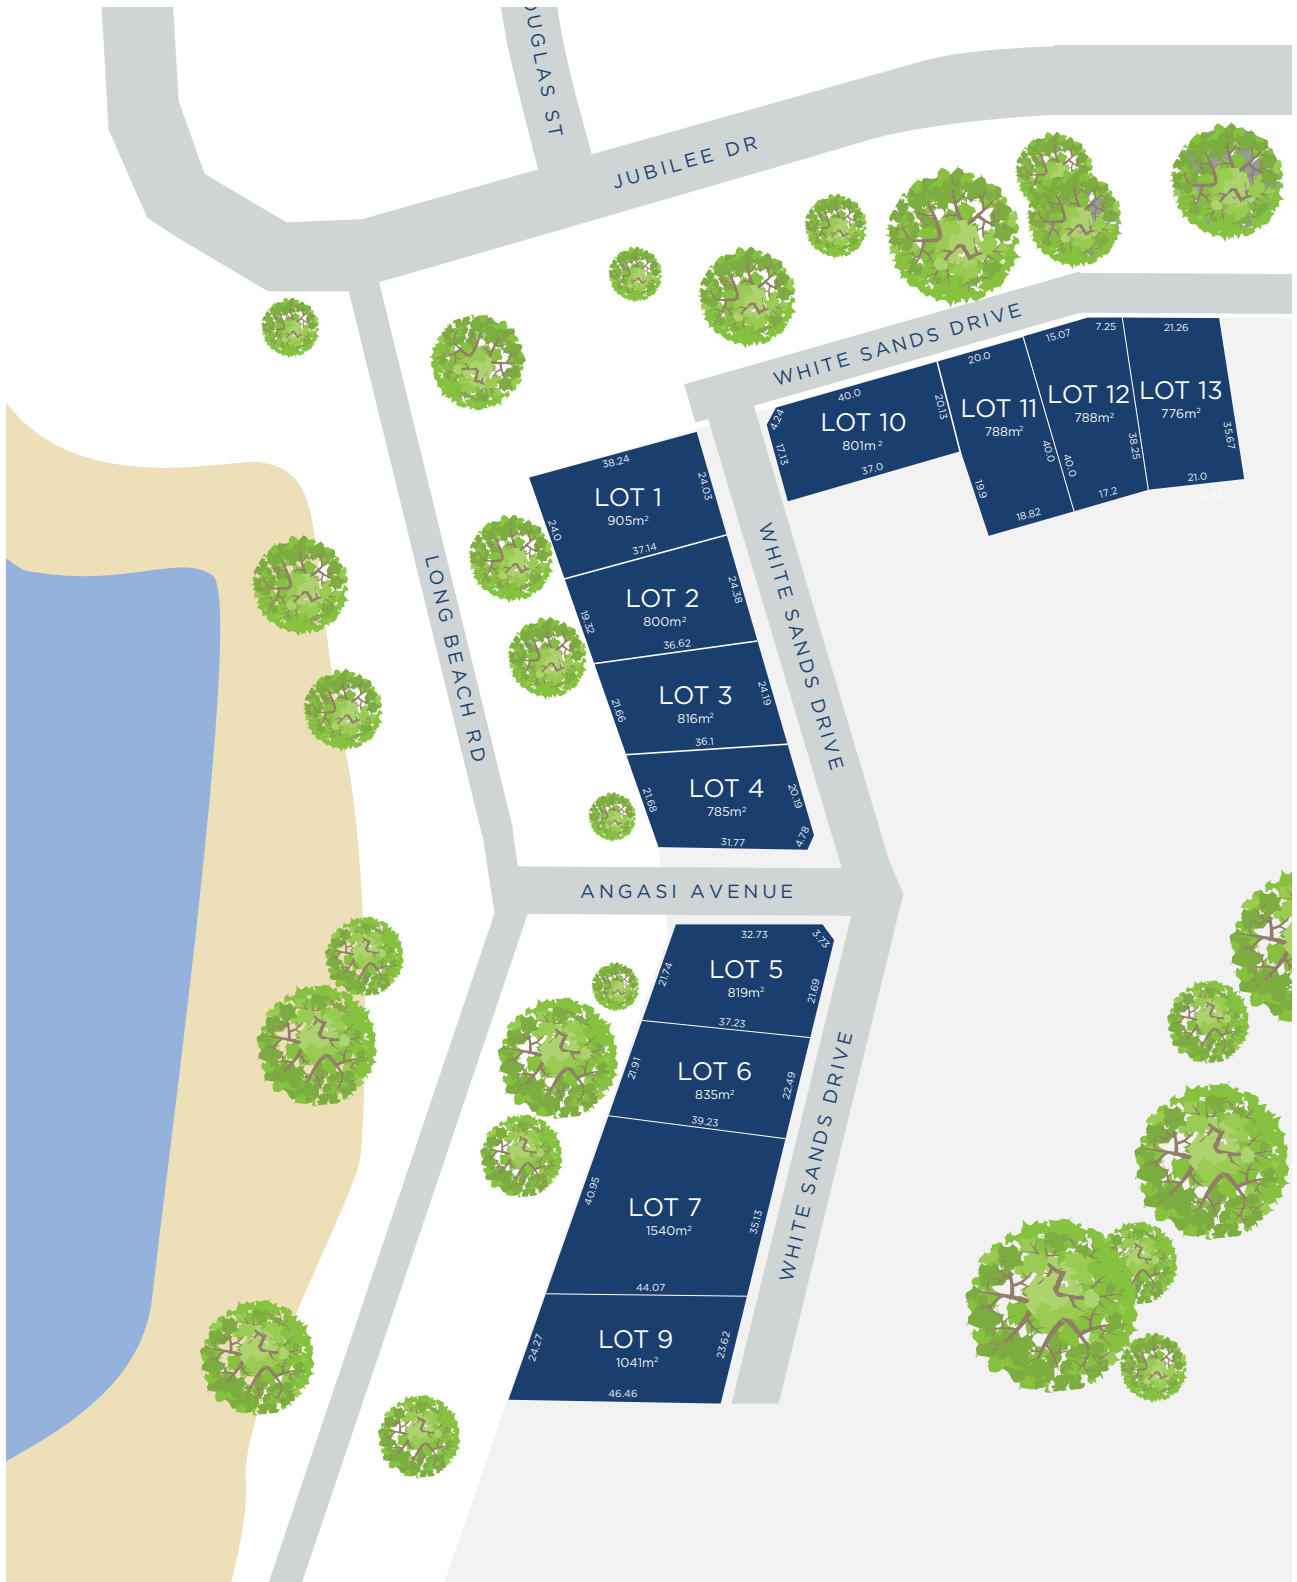 OUGLAS ST
JUBILEE DR
WHITE SANDS DRIVE
LONG BEACH RD
WHITE SANDS DRIVE
ANGASI AVENUE
WHITE SANDS DRIVE
38.24
LOT 1
905m²
24.0
24.03
37.14
LOT 2
800m²
19.32
24.38
36.62
LOT 3
816m²
21.66
24.19
36.1
LOT 4
785m²
21.68
20.19
4.78
31.77
32.73
3.73
LOT 5
819m²
21.74
21.69
37.23
LOT 6
835m²
21.91
22.49
39.23
LOT 7
1540m²
40.95
35.13
44.07
LOT 9
1041m²
24.27
23.62
46.46
40.0
4.24
LOT 10
801m²
17.13
20.13
37.0
20.0
LOT 11
788m²
19.9
40.0
18.82
15.07
7.25
LOT 12
788m²
40.0
38.25
17.2
21.26
LOT 13
776m²
35.67
21.0